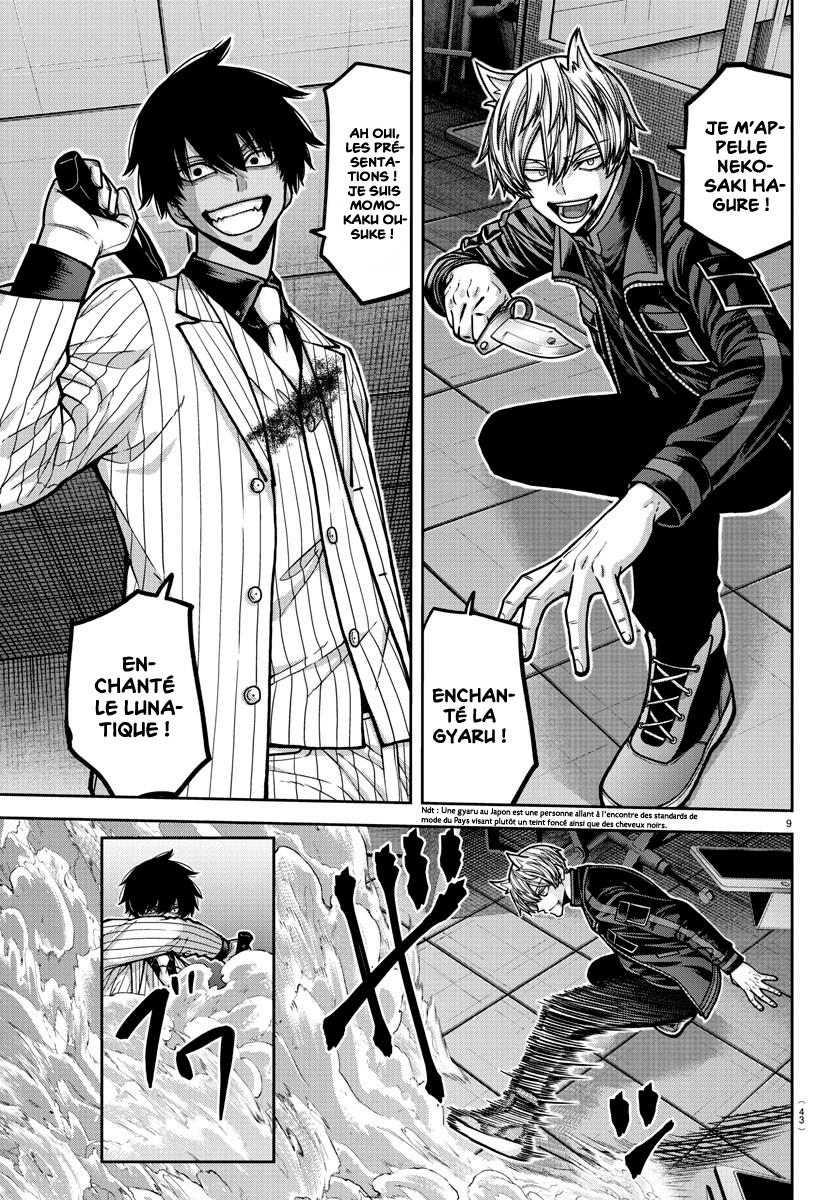 JE M'AP-
PELLE
NEKO-
SAKI HA-
GURE !
ENCHAN-
TÉ LA
GYARU !
AH OUI,
LES PRÉ-
SENTA-
TIONS !
JE SUIS
MOMO-
KAKU OU-
SUKE !
EN-
CHANTÉ
LE LUNA-
TIQUE !
Ndt : Une gyaru au Japon est une personne allant à l'encontre des standards de
mode du Pays visant plutôt un teint foncé ainsi que des cheveux noirs.
9
(43)